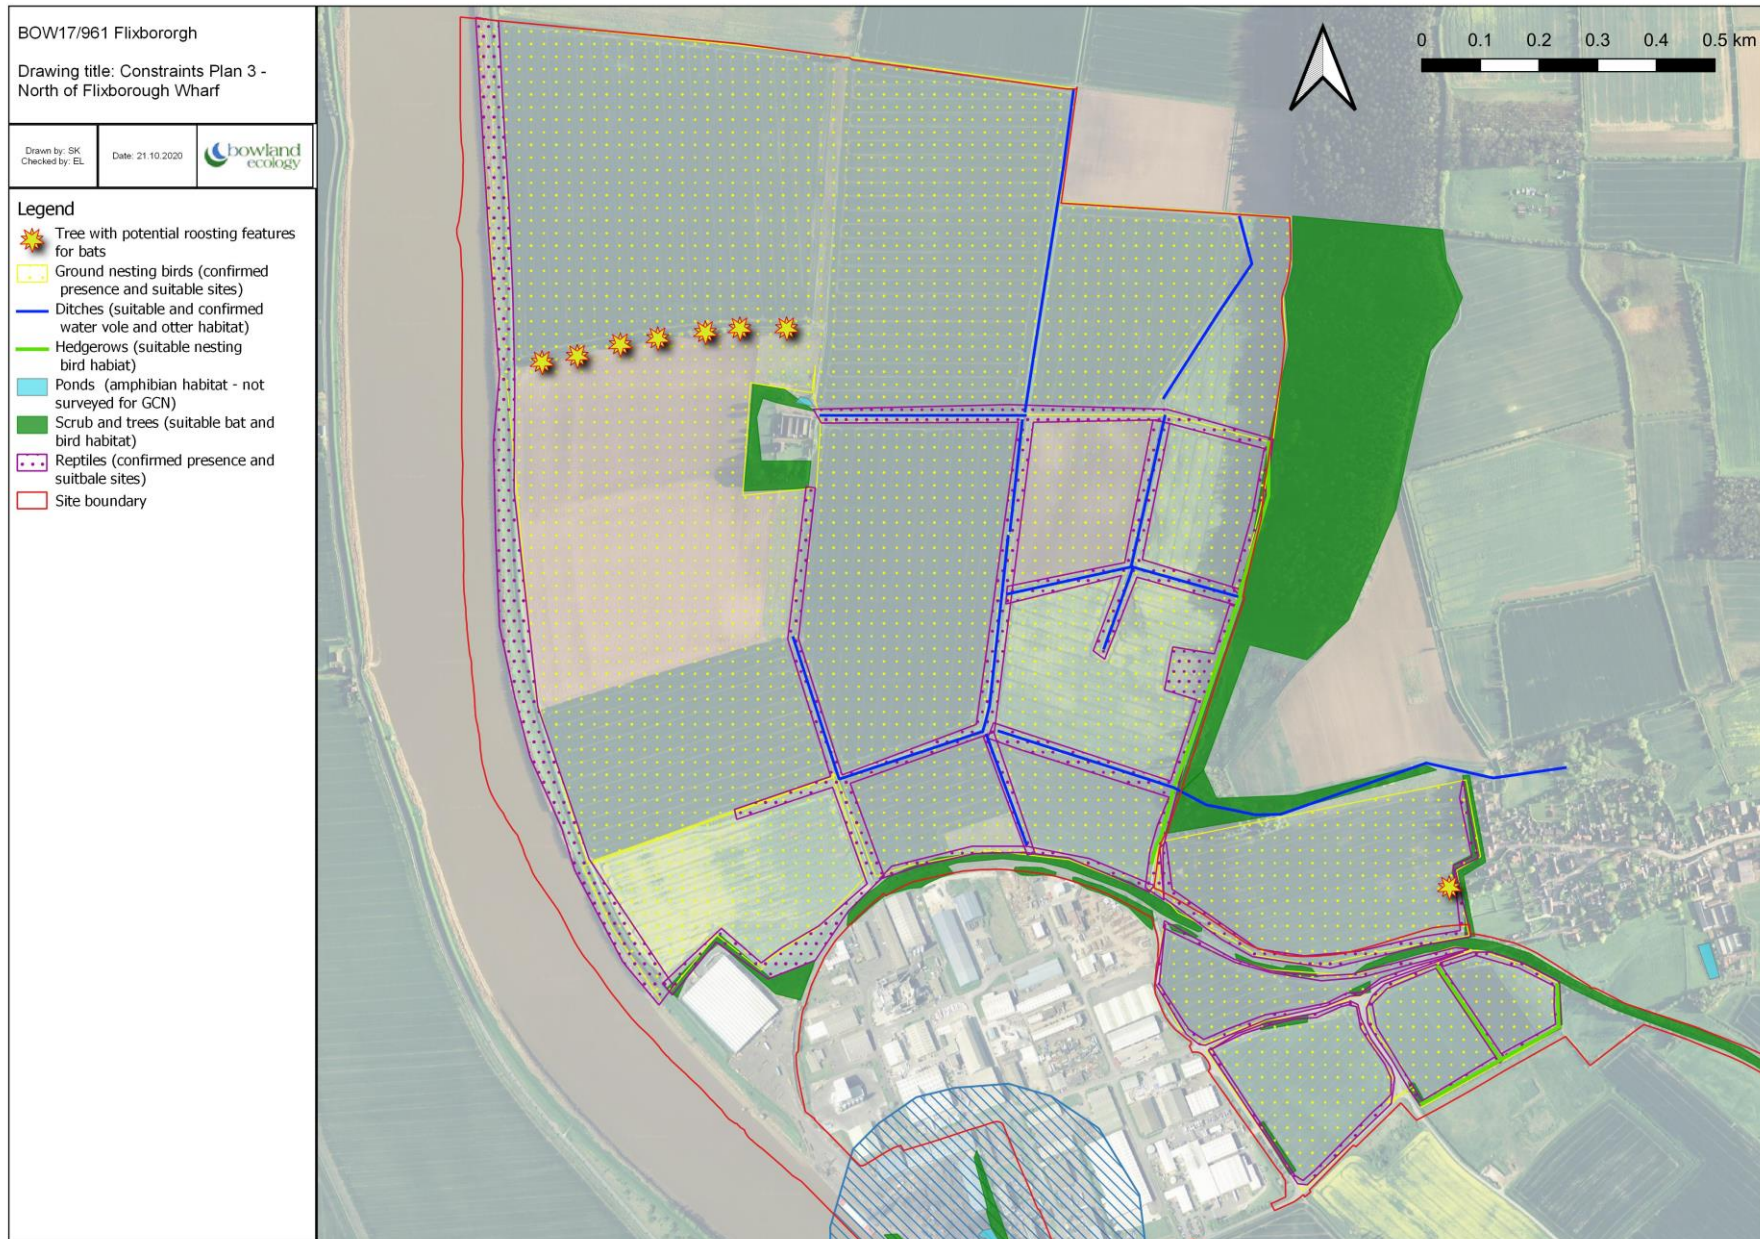 BOW17/961 Flixbororgh
Drawing title: Constraints Plan 3 -
North of Flixborough Wharf
Drawn by: SK
Checked by: EL
Date: 21.10.2020
bowland
ecology
Legend
Tree with potential roosting features
for bats
Ground nesting birds (confirmed
presence and suitable sites)
Ditches (suitable and confirmed
water vole and otter habitat)
Hedgerows (suitable nesting
bird habiat)
Ponds (amphibian habitat - not
surveyed for GCN)
Scrub and trees (suitable bat and
bird habitat)
Reptiles (confirmed presence and
suitbale sites)
Site boundary
0 0.1 0.2 0.3 0.4 0.5 km